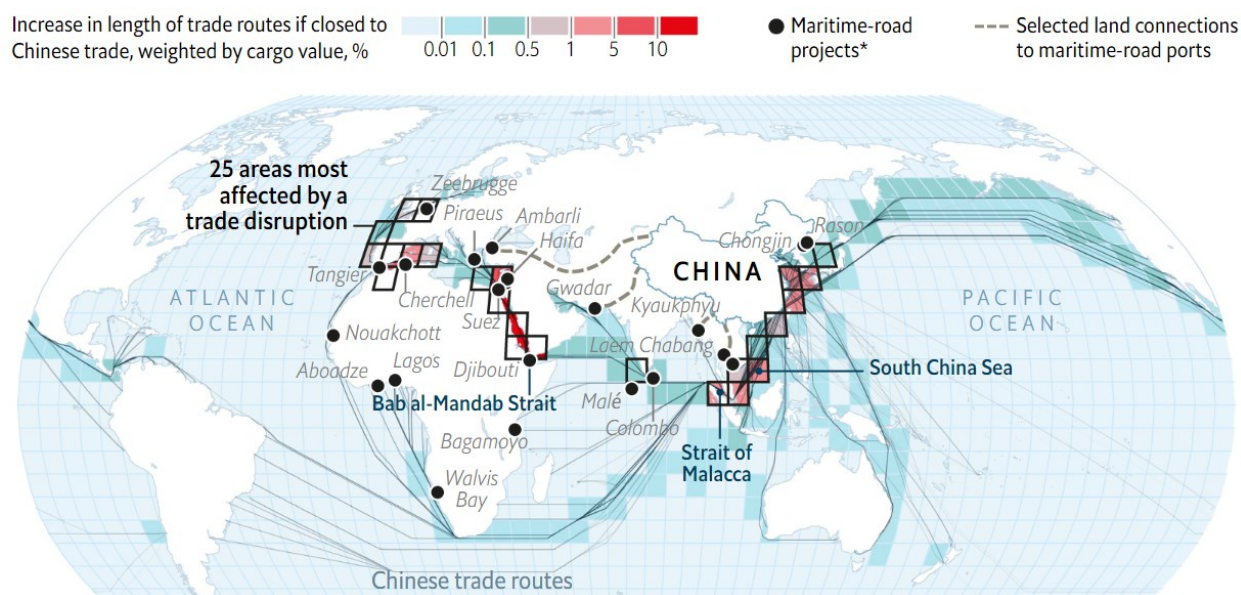 Increase in length of trade routes if closed to
Chinese trade, weighted by cargo value, %
0.01 0.1 0.5 1 5 10
Maritime-road
projects*
Selected land connections
to maritime-road ports
25 areas most
affected by a
trade disruption
Zeebrugge
Piraeus
Ambarli
Haifa
Chongjin
Rason
Tangier
Cherchell
CHINA
ATLANTIC
OCEAN
PACIFIC
OCEAN
Gwadar
Kyaukphyu
Suez
Nouakchott
Laem Chabang
Lagos
Aboadze
Djibouti
South China Sea
Bab al-Mandab Strait
Malé
Colombo
Bagamoyo
Strait of
Malacca
Walvis
Bay
Chinese trade routes